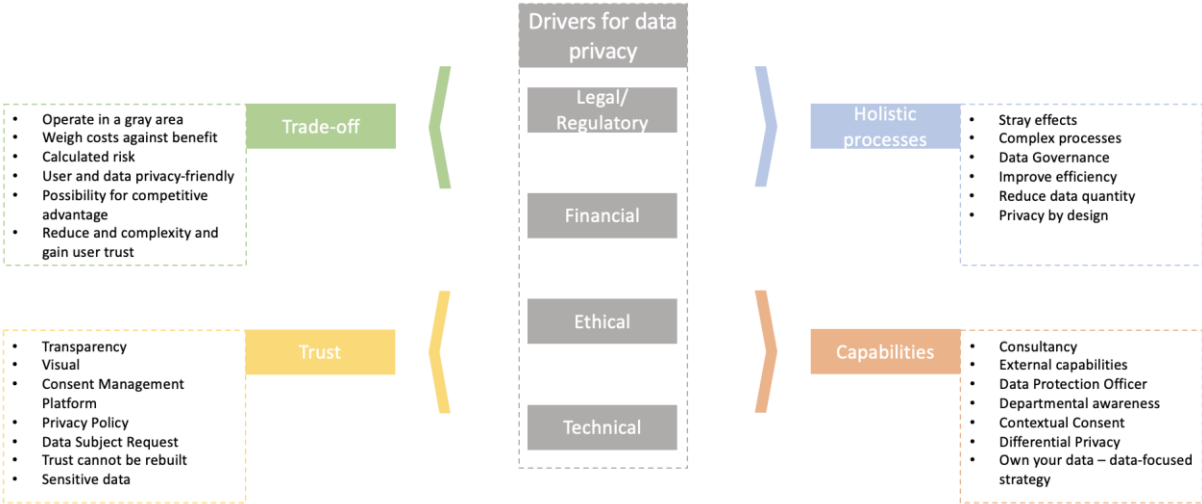 Drivers for data
privacy
Legal/
Regulatory
Financial
Ethical
Technical
Trade-off
• Operate in a gray area
• Weigh costs against benefit
• Calculated risk
• User and data privacy-friendly
• Possibility for competitive
advantage
• Reduce and complexity and
gain user trust
Trust
• Transparency
• Visual
• Consent Management
Platform
• Privacy Policy
• Data Subject Request
• Trust cannot be rebuilt
• Sensitive data
Holistic
processes
• Stray effects
• Complex processes
• Data Governance
• Improve efficiency
• Reduce data quantity
• Privacy by design
Capabilities
• Consultancy
• External capabilities
• Data Protection Officer
• Departmental awareness
• Contextual Consent
• Differential Privacy
• Own your data – data-focused
strategy